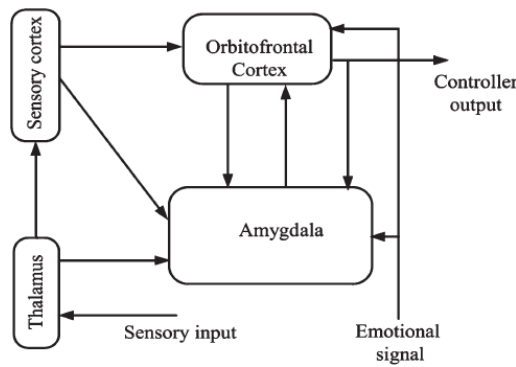 Sensory cortex
Orbitofrontal
Cortex
Controller
output
Amygdala
Thalamus
Sensory input
Emotional
signal